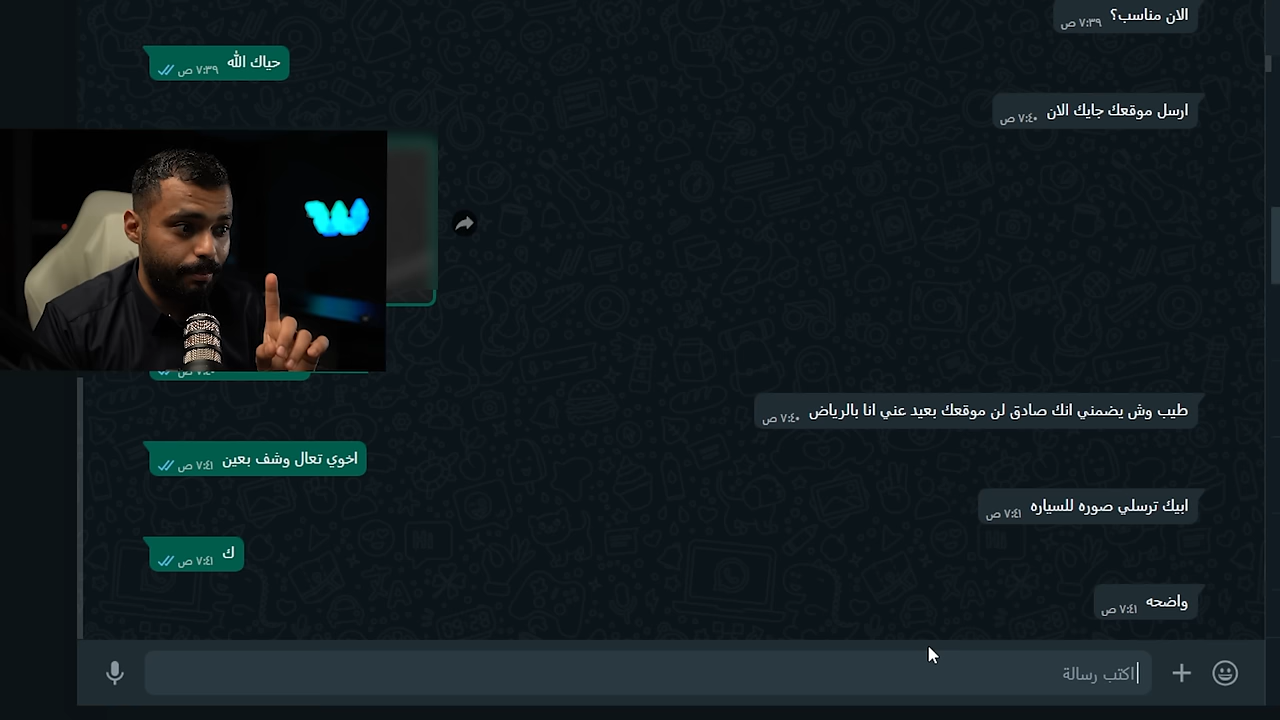 الان مناسب؟
٧:٣٩ ص
حياك الله
٧:٣٩ ص
ارسل موقعك جايك الان
٧:٤٠ ص
W
٧:٤٠ ص
طيب وش يضمني انك صادق لن موقعك بعيد عني انا بالرياض
٧:٤٠ ص
اخوي تعال وشف بعين
٧:٤١ ص
ابيك ترسلي صوره للسياره
٧:٤١ ص
ك
٧:٤١ ص
واضحه
٧:٤١ ص
اكتب رسالة